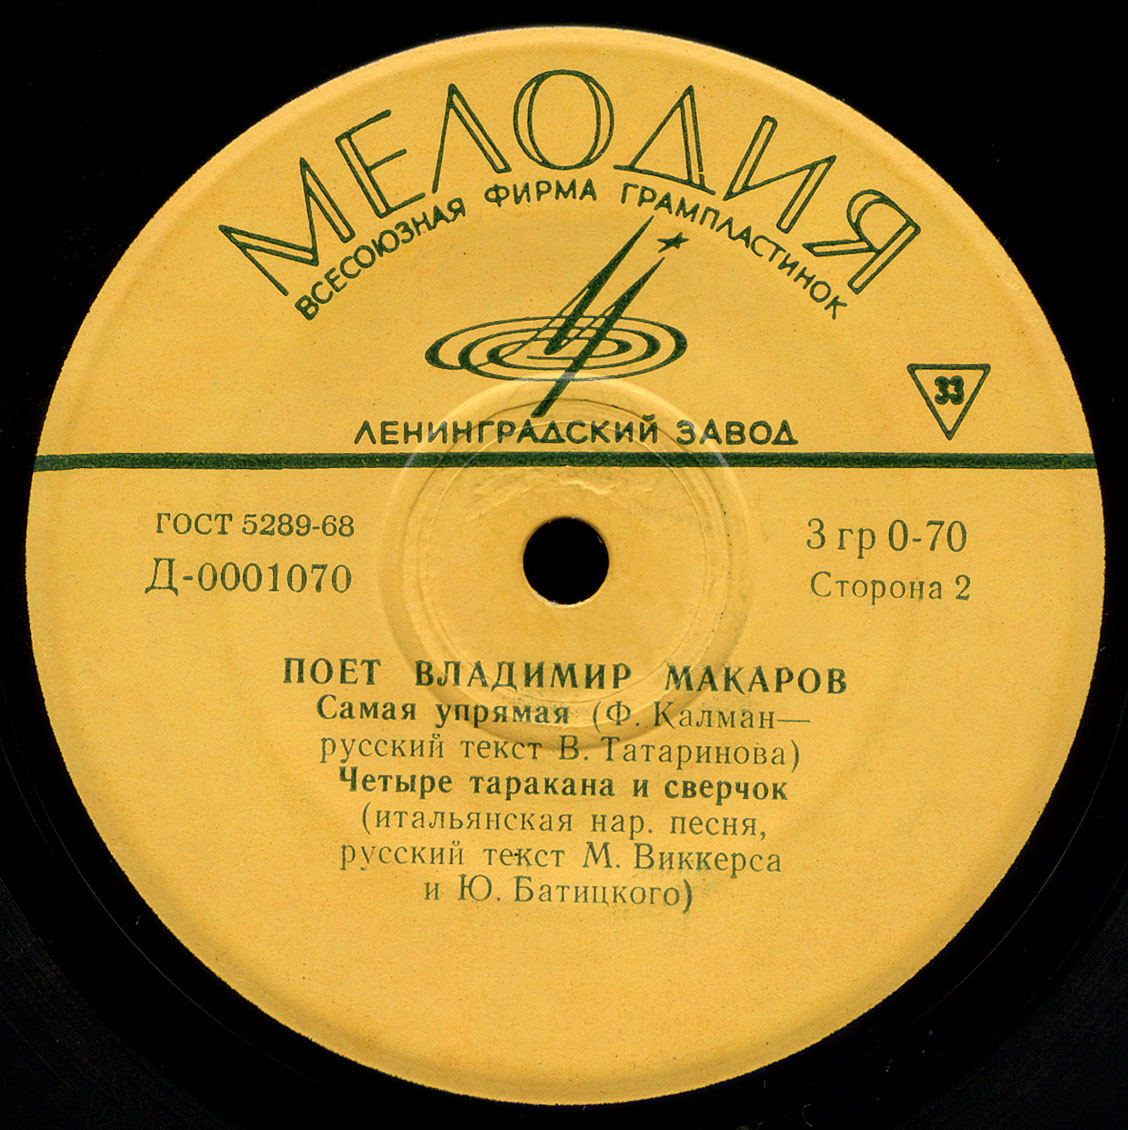 МЕЛОДИЯ
ВСЕСОЮЗНАЯ ФИРМА ГРАМПЛАСТИНОК
33
ЛЕНИНГРАДСКИЙ ЗАВОД
ГОСТ 5289-68
Д-0001070
3 гр 0-70
Сторона 2
ПОЕТ ВЛАДИМИР МАКАРОВ
Самая упрямая (Ф. Калман—
русский текст В. Татаринова)
Четыре таракана и сверчок
(итальянская нар. песня,
русский текст М. Виккерса
и Ю. Батицкого)